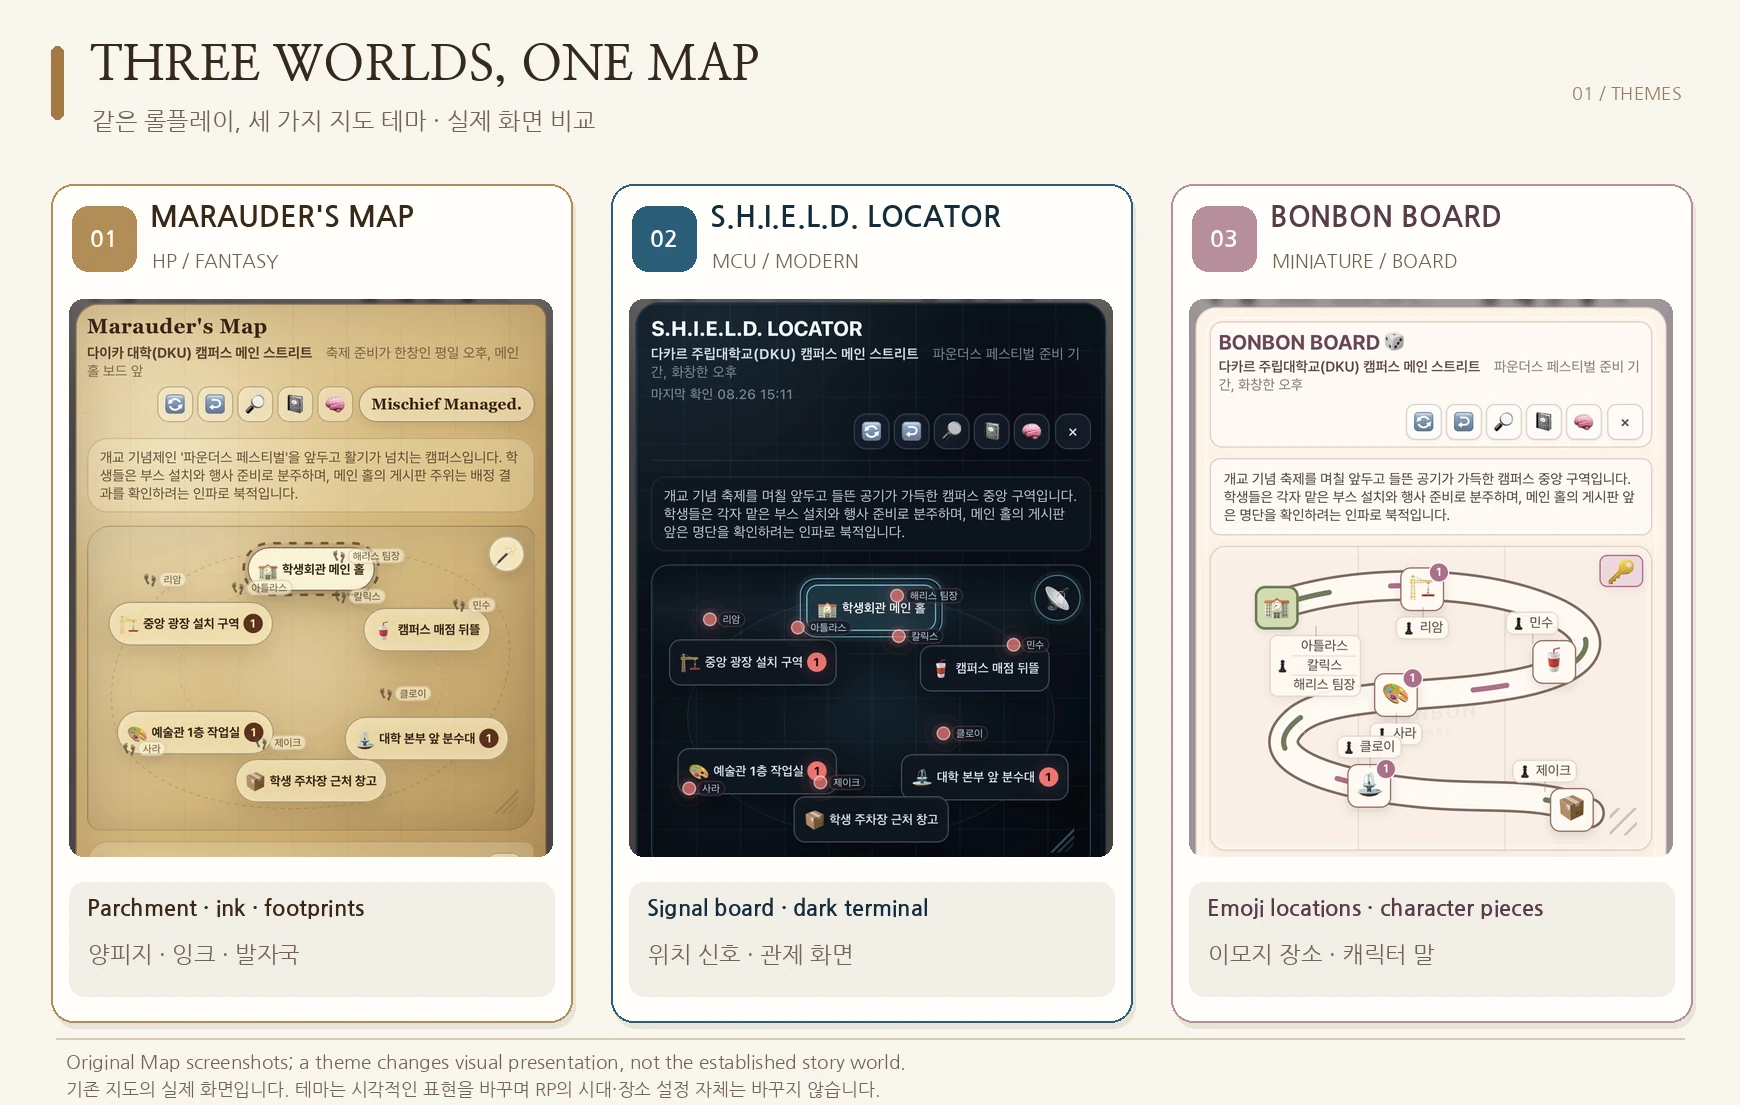 THREE WORLDS, ONE MAP
같은 롤플레이, 세 가지 지도 테마 · 실제 화면 비교
01 / THEMES
01
MARAUDER'S MAP
HP / FANTASY
Marauder's Map
다이카 대학(DKU) 캠퍼스 메인 스트리트 축제 준비가 한창인 평일 오후, 메인
홀 보드 앞
Mischief Managed.
개교 기념제인 '파운더스 페스티벌'을 앞두고 활기가 넘치는 캠퍼스입니다. 학
생들은 부스 설치와 행사 준비로 분주하며, 메인 홀의 게시판 주위는 배정 결
과를 확인하려는 인파로 북적입니다.
해리스 팀장
학생회관 메인 홀
리암
아틀라스
칼릭스
민수
중앙 광장 설치 구역 1
캠퍼스 매점 뒤뜰
클로이
예술관 1층 작업실 1
사라
제이크
대학 본부 앞 분수대 1
학생 주차장 근처 창고
Parchment · ink · footprints
양피지 · 잉크 · 발자국
02
S.H.I.E.L.D. LOCATOR
MCU / MODERN
S.H.I.E.L.D. LOCATOR
다카르 주립대학교(DKU) 캠퍼스 메인 스트리트 파운더스 페스티벌 준비 기
간, 화창한 오후
마지막 확인 08.26 15:11
×
개교 기념 축제를 며칠 앞두고 들뜬 공기가 가득한 캠퍼스 중앙 구역입니다.
학생들은 각자 맡은 부스 설치와 행사 준비로 분주하며, 메인 홀의 게시판
앞은 명단을 확인하려는 인파로 북적입니다.
해리스 팀장
학생회관 메인 홀
리암
아틀라스
칼릭스
민수
중앙 광장 설치 구역 1
캠퍼스 매점 뒤뜰
클로이
예술관 1층 작업실 1
사라
제이크
대학 본부 앞 분수대 1
학생 주차장 근처 창고
Signal board · dark terminal
위치 신호 · 관제 화면
03
BONBON BOARD
MINIATURE / BOARD
BONBON BOARD
다카르 주립대학교(DKU) 캠퍼스 메인 스트리트 파운더스 페스티벌 준비 기
간, 화창한 오후
×
개교 기념 축제를 며칠 앞두고 들뜬 공기가 가득한 캠퍼스 중앙 구역입니다.
학생들은 각자 맡은 부스 설치와 행사 준비로 분주하며, 메인 홀의 게시판 앞
은 명단을 확인하려는 인파로 북적입니다.
1
리암
민수
아틀라스
칼릭스
해리스 팀장
1
사라
클로이
1
제이크
Emoji locations · character pieces
이모지 장소 · 캐릭터 말
Original Map screenshots; a theme changes visual presentation, not the established story world.
기존 지도의 실제 화면입니다. 테마는 시각적인 표현을 바꾸며 RP의 시대·장소 설정 자체는 바꾸지 않습니다.